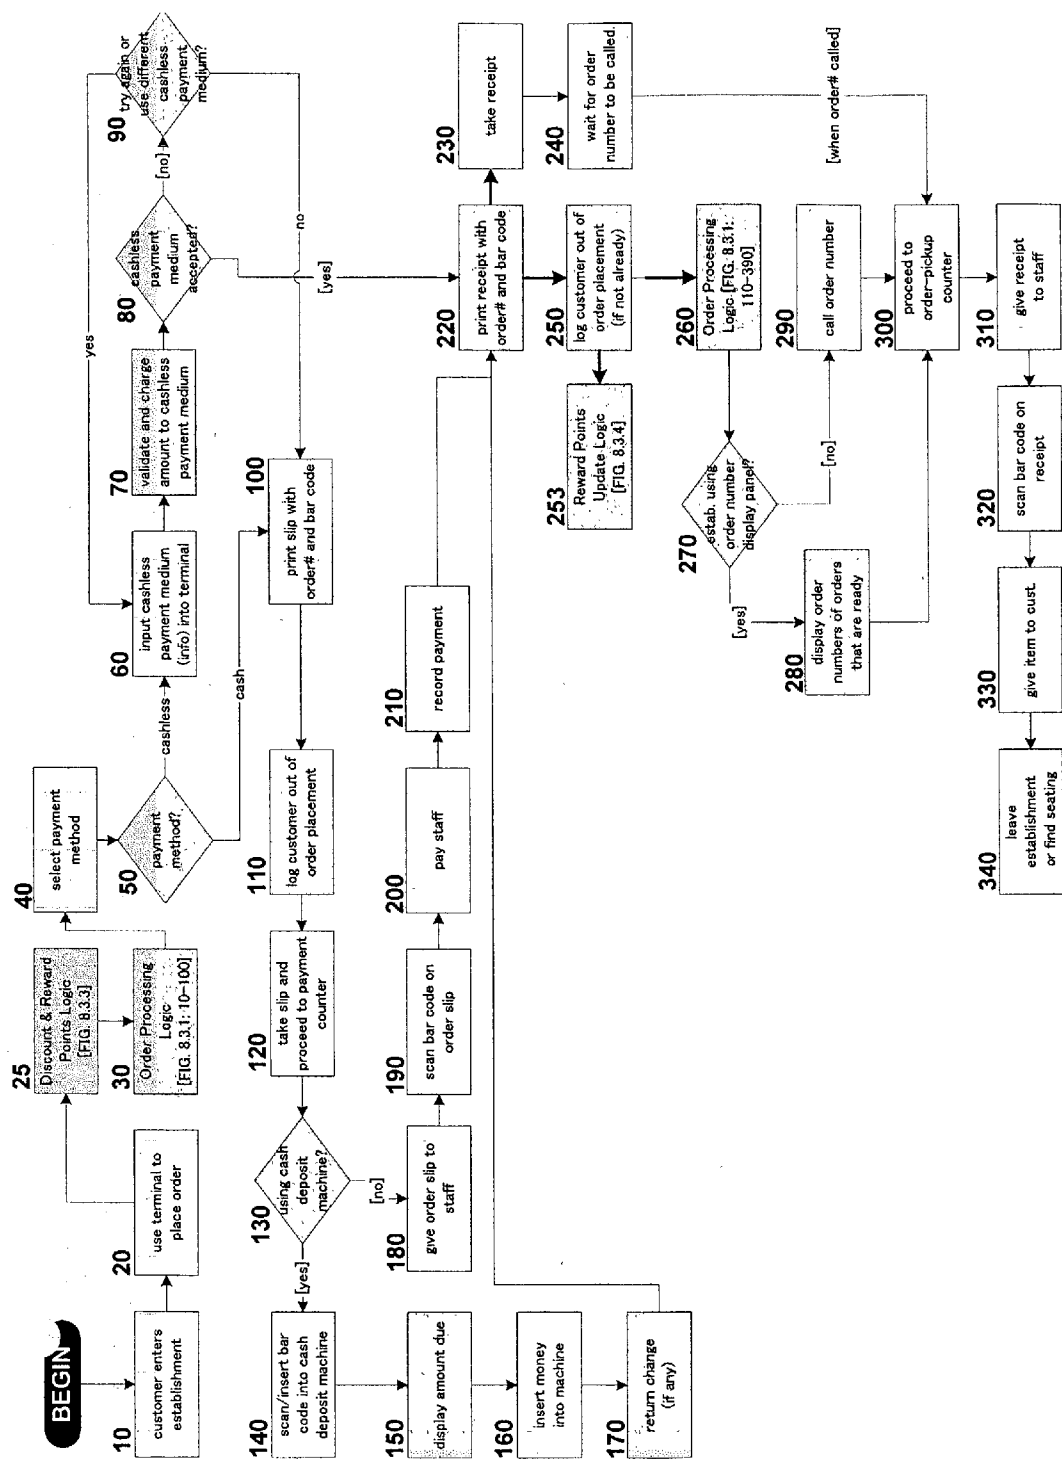 BEGIN
10
customer enters
establishment
20
use terminal to
place order
25
Discount & Reward
Points Logic
[FIG. 8.3.3]
30
Order Processing
Logic
[FIG. 8.3.1: 10-100]
40
select payment
method
50
payment
method?
cashless
cash
60
input cashless
payment medium
(info) into terminal
70
validate and charge
amount to cashless
payment medium
80
cashless
payment
medium
accepted?
[no]
[yes]
90
try again or
use different
cashless
payment
medium?
yes
no
100
print slip with
order# and bar code
110
log customer out of
order placement
120
take slip and
proceed to payment
counter
130
using cash
deposit
machine?
[yes]
[no]
140
scan/insert bar
code into cash
deposit machine
150
display amount due
160
insert money
into machine
170
return change
(if any)
180
give order slip to
staff
190
scan bar code on
order slip
200
pay staff
210
record payment
220
print receipt with
order# and bar code
230
take receipt
240
wait for order
number to be called.
[when order# called]
250
log customer out of
order placement
(if not already)
253
Reward Points
Update Logic
[FIG. 8.3.4]
260
Order Processing
Logic. [FIG. 8.3.1:
110-390]
270
estab. using
order number
display panel?
[yes]
[no]
280
display order
numbers of orders
that are ready
290
call order number
300
proceed to
order-pickup
counter
310
give receipt
to staff
320
scan bar code on
receipt
330
give item to cust.
340
leave
establishment
or find seating